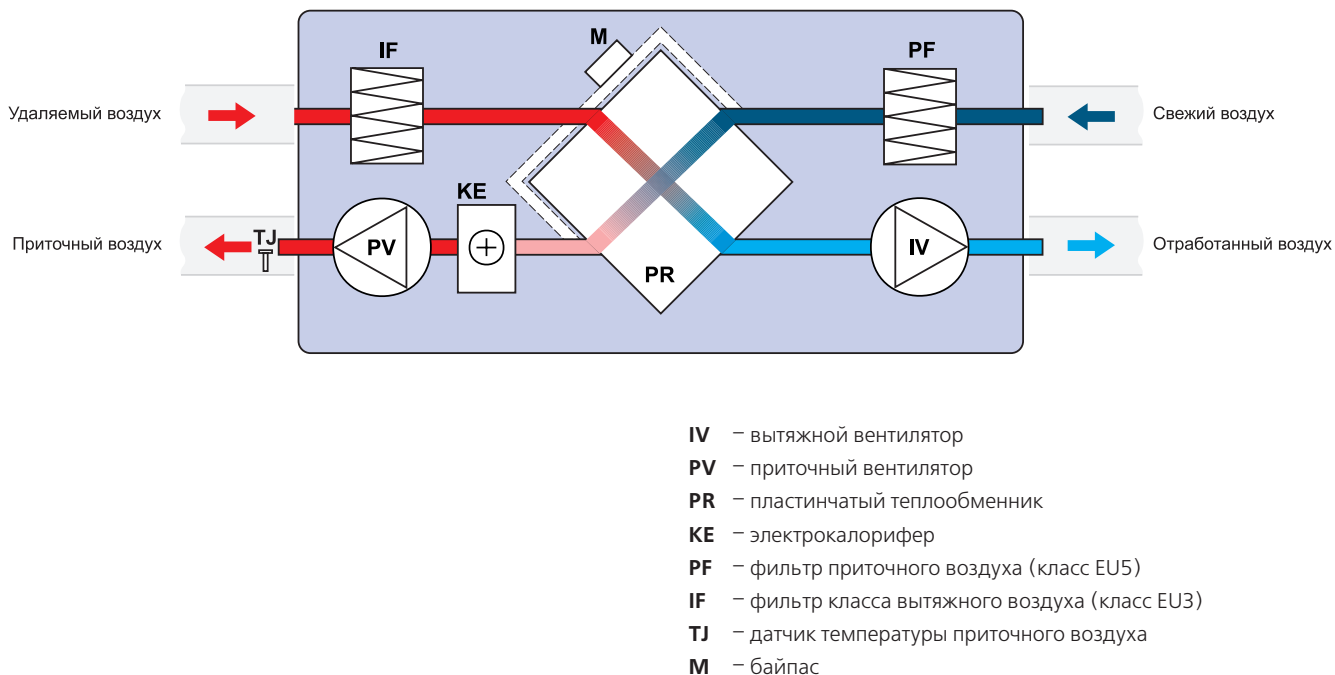 IF
M
PF
Удаляемый воздух
Свежий воздух
KE
Приточный воздух
TJ
PV
PR
IV
Отработанный воздух
IV – вытяжной вентилятор
PV – приточный вентилятор
PR – пластинчатый теплообменник
KE – электрокалорифер
PF – фильтр приточного воздуха (класс EU5)
IF – фильтр класса вытяжного воздуха (класс EU3)
TJ – датчик температуры приточного воздуха
M – байпас